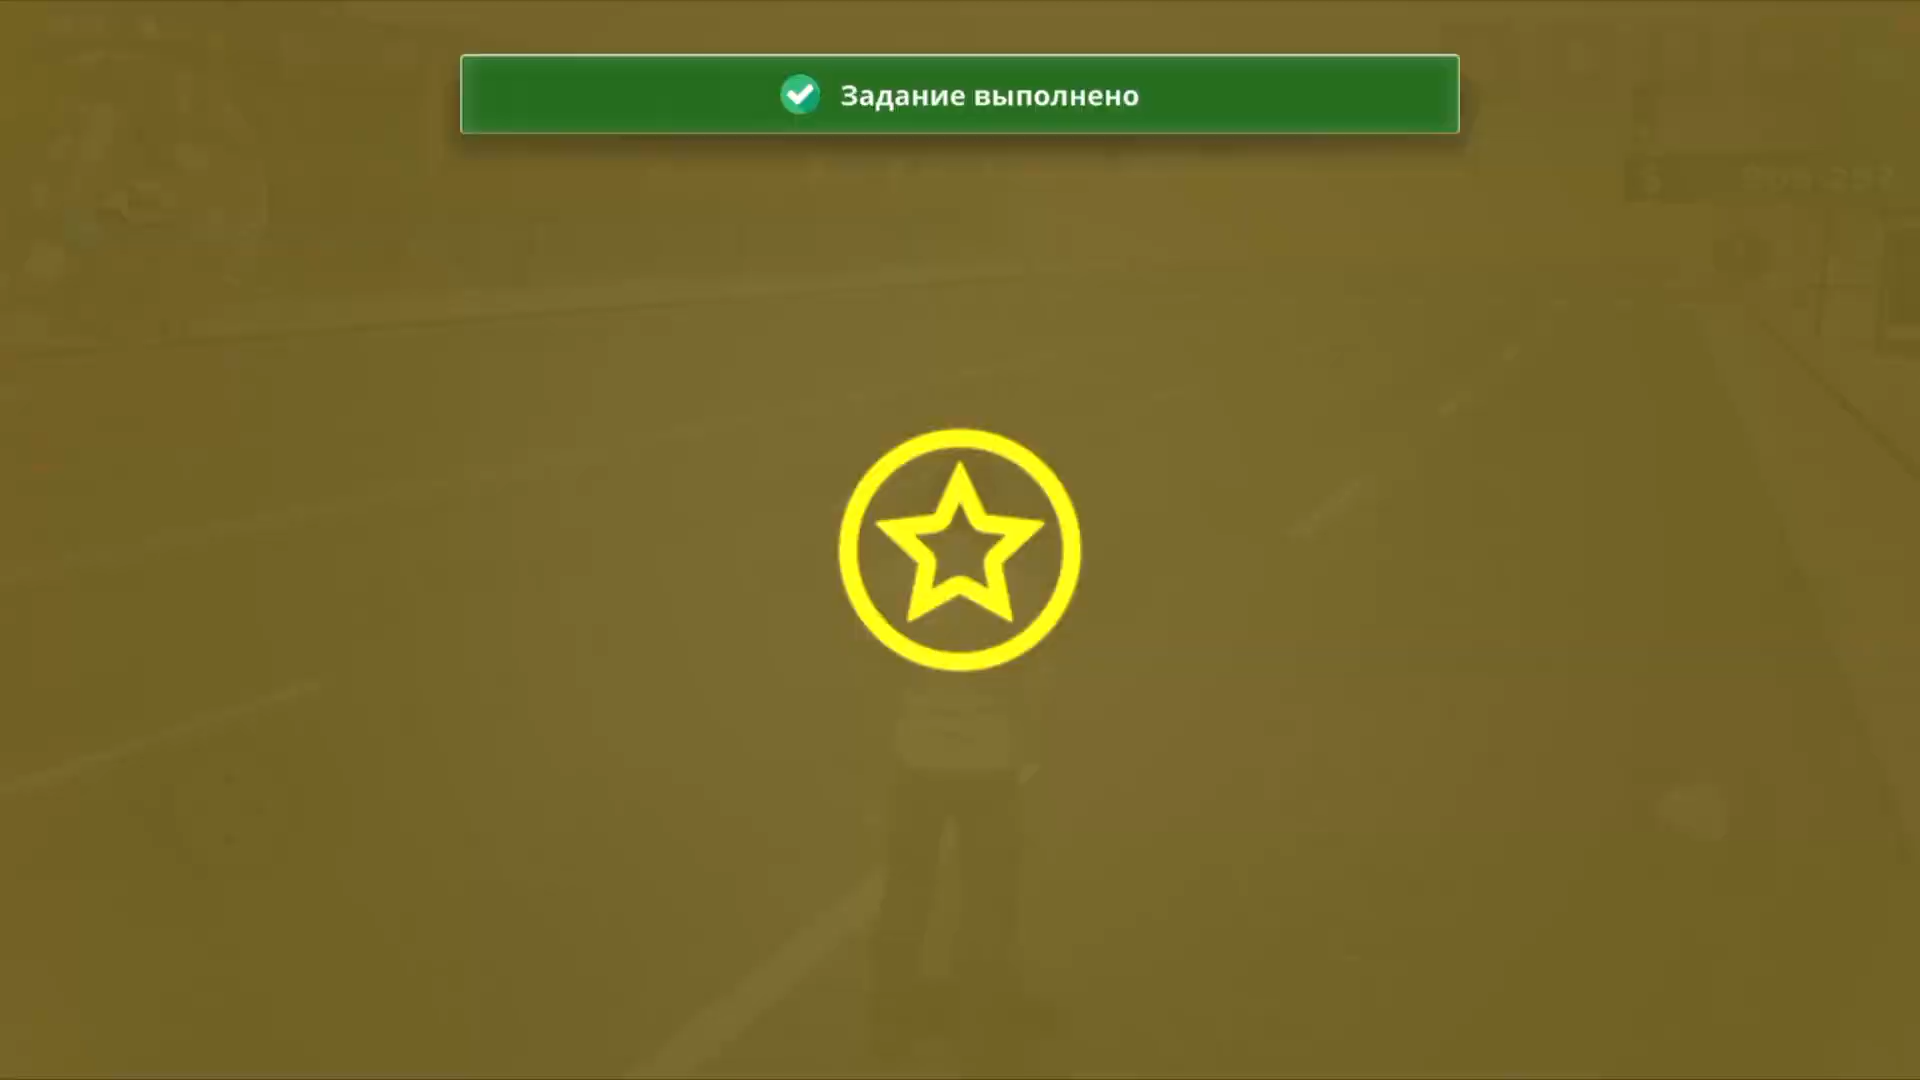 Задание выполнено